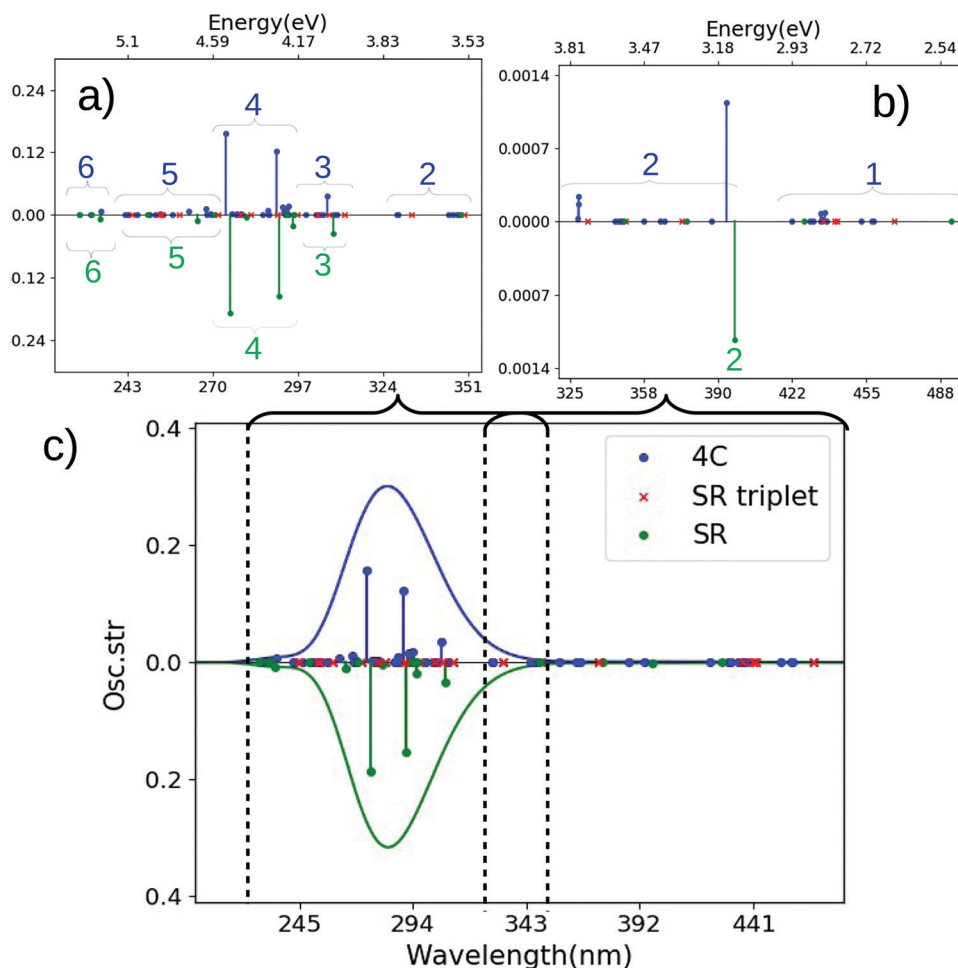 Energy(eV)
5.1 4.59 4.17 3.83 3.53
a)
0.24
0.12
0.00
0.12
0.24
6 5 4 3 2
6 5 4 3
243 270 297 324 351
Energy(eV)
3.81 3.47 3.18 2.93 2.72 2.54
b)
0.0014
0.0007
0.0000
0.0007
0.0014
2 1
2
325 358 390 422 455 488
c)
0.4
0.2
0.0
0.2
0.4
Osc.str
4C
SR triplet
SR
245 294 343 392 441
Wavelength(nm)